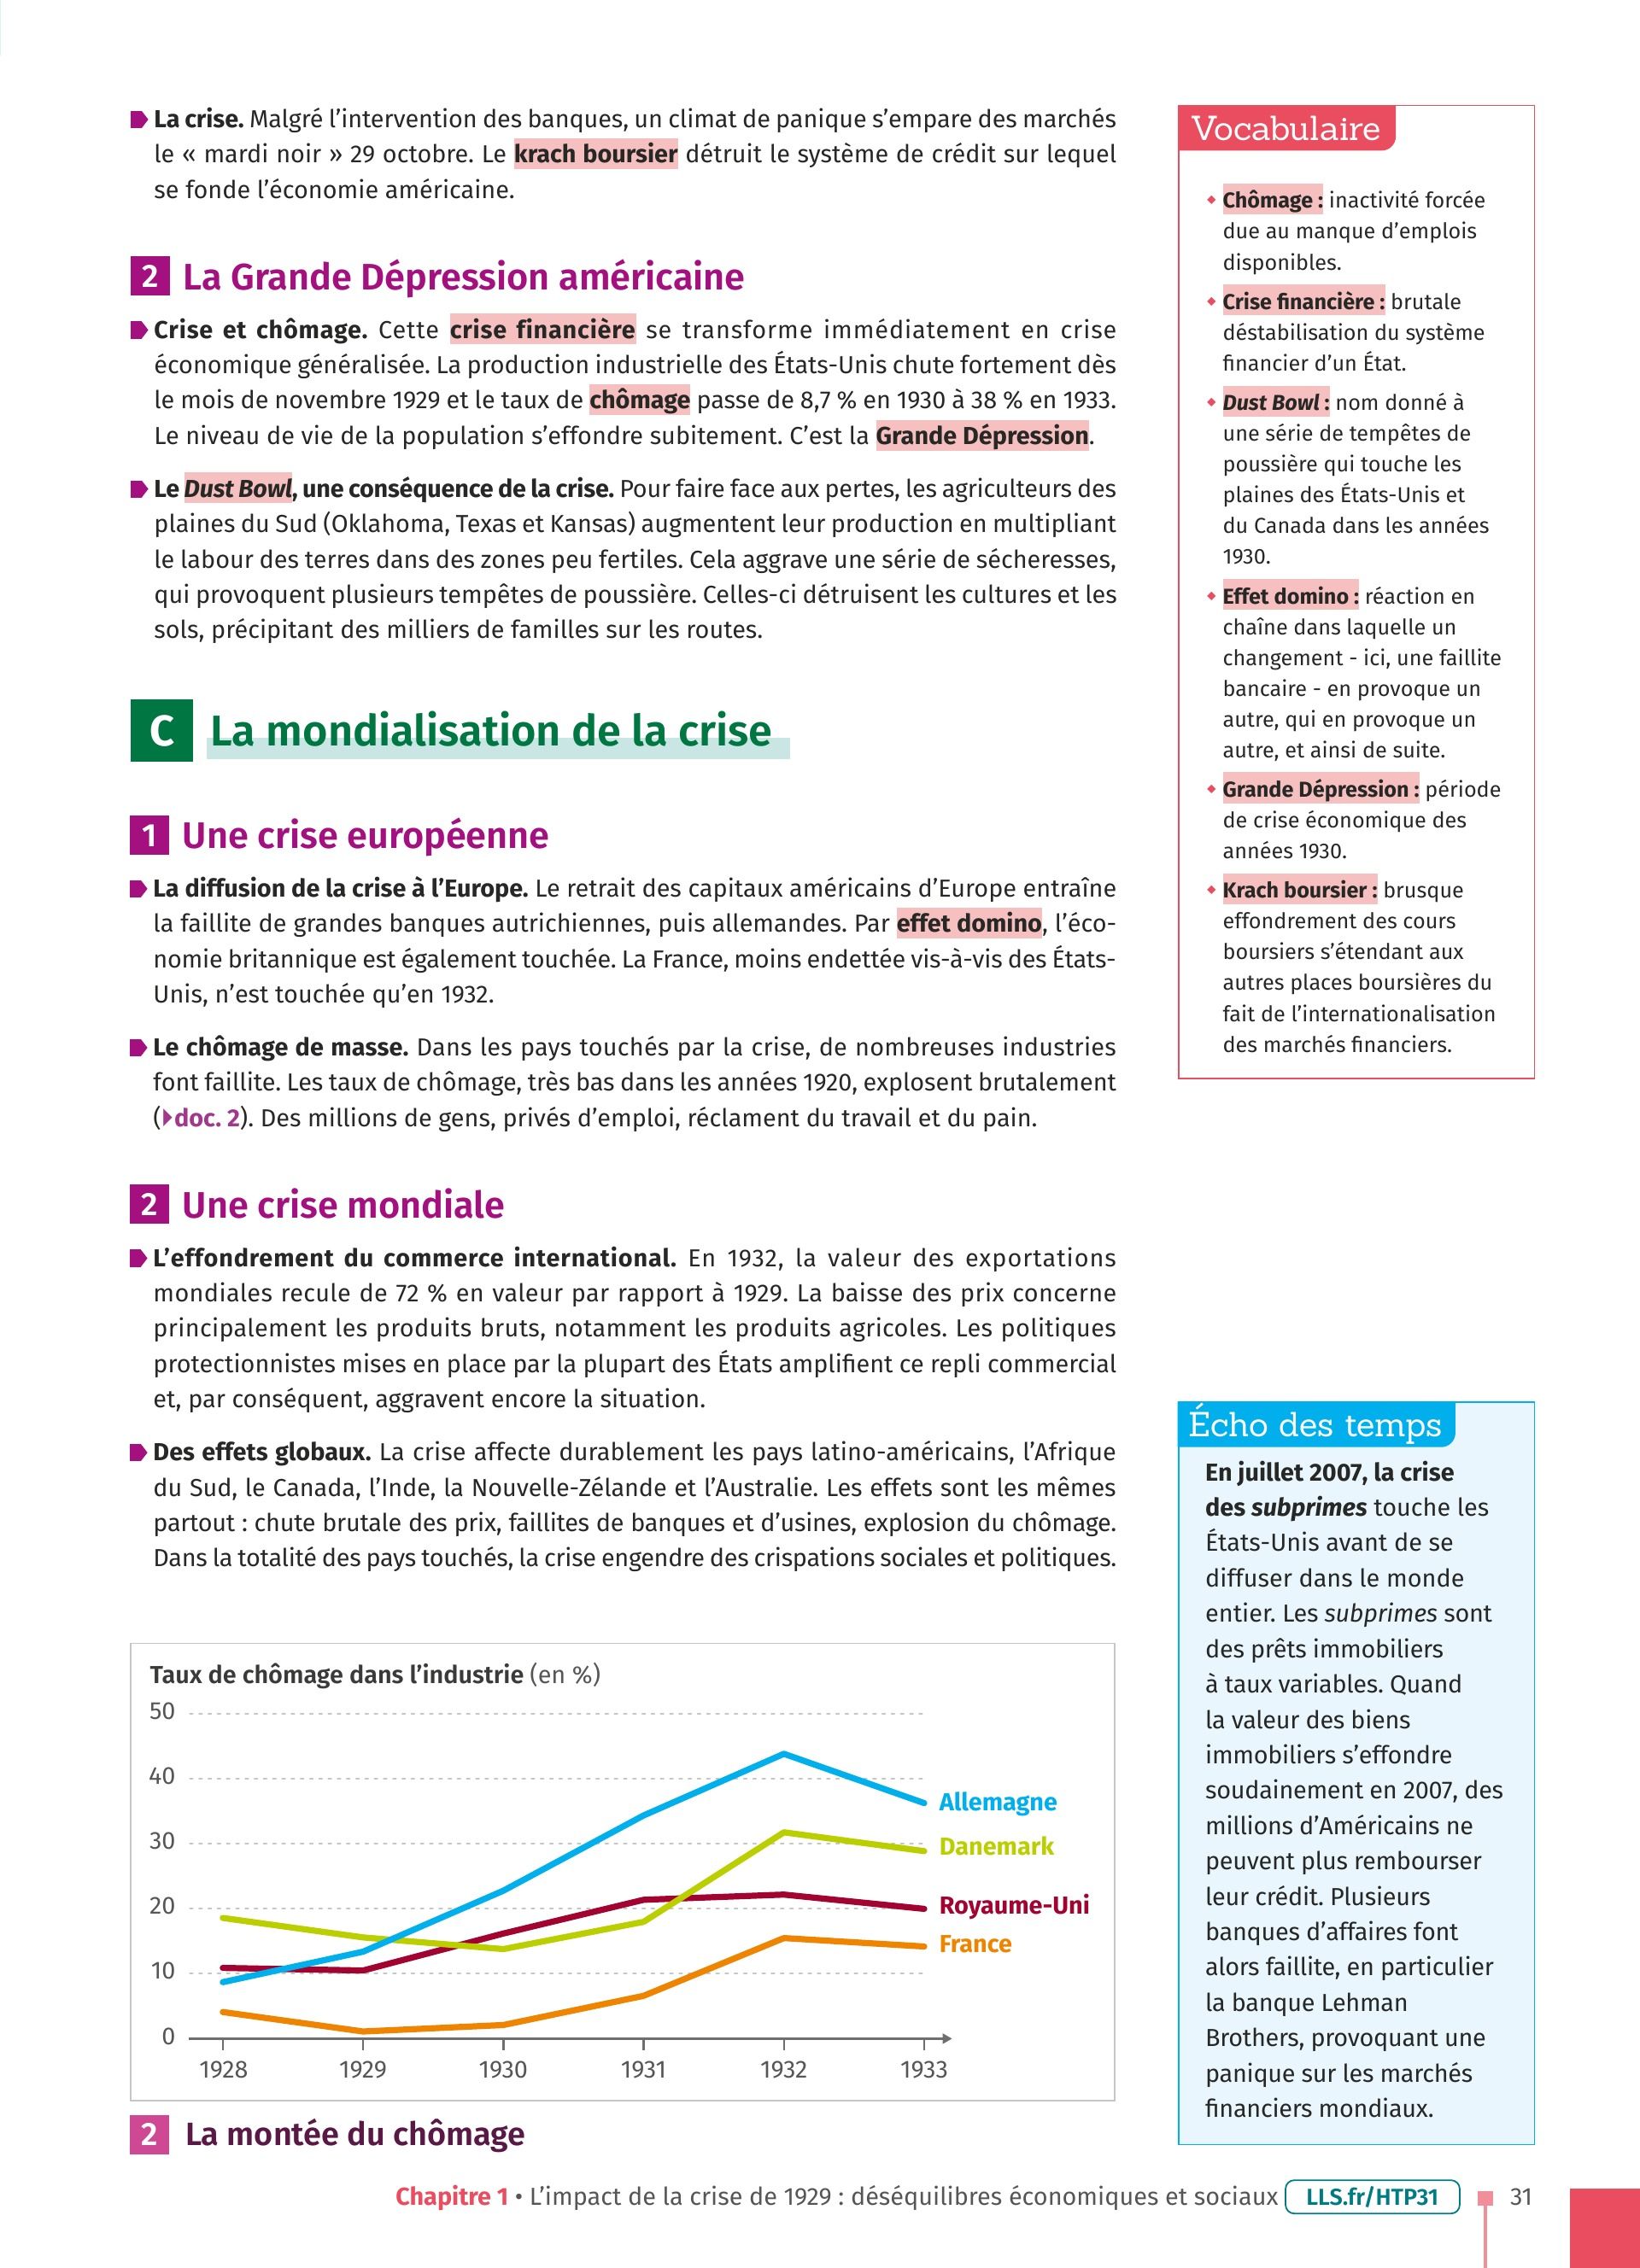 La crise. Malgré l’intervention des banques, un climat de panique s’empare des marchés
le « mardi noir » 29 octobre. Le krach boursier détruit le système de crédit sur lequel
se fonde l’économie américaine.
2 La Grande Dépression américaine
Crise et chômage. Cette crise financière se transforme immédiatement en crise
économique généralisée. La production industrielle des États-Unis chute fortement dès
le mois de novembre 1929 et le taux de chômage passe de 8,7 % en 1930 à 38 % en 1933.
Le niveau de vie de la population s’effondre subitement. C’est la Grande Dépression.
Le Dust Bowl, une conséquence de la crise. Pour faire face aux pertes, les agriculteurs des
plaines du Sud (Oklahoma, Texas et Kansas) augmentent leur production en multipliant
le labour des terres dans des zones peu fertiles. Cela aggrave une série de sécheresses,
qui provoquent plusieurs tempêtes de poussière. Celles-ci détruisent les cultures et les
sols, précipitant des milliers de familles sur les routes.
C La mondialisation de la crise
1 Une crise européenne
La diffusion de la crise à l’Europe. Le retrait des capitaux américains d’Europe entraîne
la faillite de grandes banques autrichiennes, puis allemandes. Par effet domino, l’éco-
nomie britannique est également touchée. La France, moins endettée vis-à-vis des États-
Unis, n’est touchée qu’en 1932.
Le chômage de masse. Dans les pays touchés par la crise, de nombreuses industries
font faillite. Les taux de chômage, très bas dans les années 1920, explosent brutalement
(doc. 2). Des millions de gens, privés d’emploi, réclament du travail et du pain.
2 Une crise mondiale
L’effondrement du commerce international. En 1932, la valeur des exportations
mondiales recule de 72 % en valeur par rapport à 1929. La baisse des prix concerne
principalement les produits bruts, notamment les produits agricoles. Les politiques
protectionnistes mises en place par la plupart des États amplifient ce repli commercial
et, par conséquent, aggravent encore la situation.
Des effets globaux. La crise affecte durablement les pays latino-américains, l’Afrique
du Sud, le Canada, l’Inde, la Nouvelle-Zélande et l’Australie. Les effets sont les mêmes
partout : chute brutale des prix, faillites de banques et d’usines, explosion du chômage.
Dans la totalité des pays touchés, la crise engendre des crispations sociales et politiques.
Taux de chômage dans l’industrie (en %)
50
40
30
20
10
0
1928 1929 1930 1931 1932 1933
Allemagne
Danemark
Royaume-Uni
France
2 La montée du chômage
Vocabulaire
Chômage : inactivité forcée
due au manque d’emplois
disponibles.
Crise financière : brutale
déstabilisation du système
financier d’un État.
Dust Bowl : nom donné à
une série de tempêtes de
poussière qui touche les
plaines des États-Unis et
du Canada dans les années
1930.
Effet domino : réaction en
chaîne dans laquelle un
changement - ici, une faillite
bancaire - en provoque un
autre, qui en provoque un
autre, et ainsi de suite.
Grande Dépression : période
de crise économique des
années 1930.
Krach boursier : brusque
effondrement des cours
boursiers s’étendant aux
autres places boursières du
fait de l’internationalisation
des marchés financiers.
Écho des temps
En juillet 2007, la crise
des subprimes touche les
États-Unis avant de se
diffuser dans le monde
entier. Les subprimes sont
des prêts immobiliers
à taux variables. Quand
la valeur des biens
immobiliers s’effondre
soudainement en 2007, des
millions d’Américains ne
peuvent plus rembourser
leur crédit. Plusieurs
banques d’affaires font
alors faillite, en particulier
la banque Lehman
Brothers, provoquant une
panique sur les marchés
financiers mondiaux.
Chapitre 1 • L’impact de la crise de 1929 : déséquilibres économiques et sociaux LLS.fr/HTP31 31